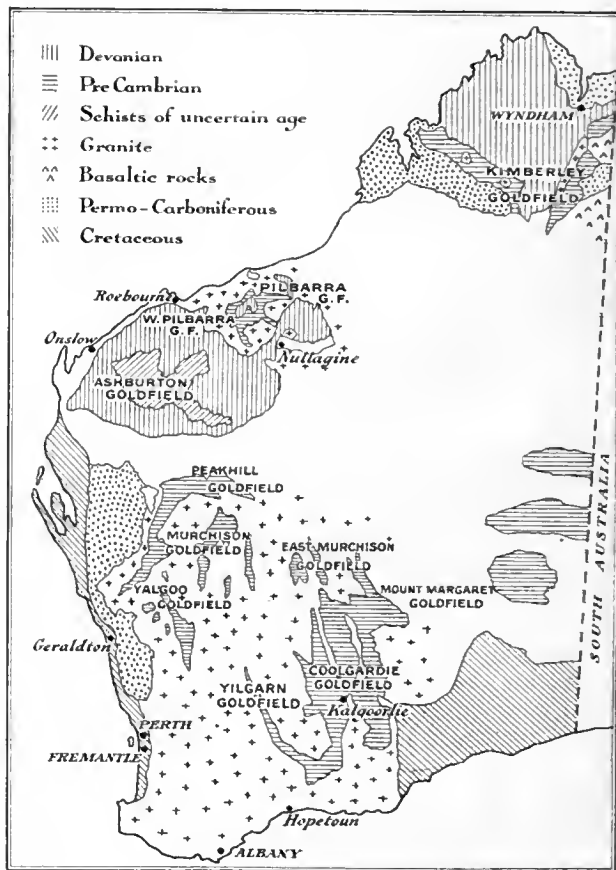 Devonian
Pre Cambrian
Schists of uncertain age
Granite
Basaltic rocks
Permo-Carboniferous
Cretaceous
WYNDHAM
KIMBERLEY
GOLDFIELD
Roebourne
PILBARRA
G.F.
W. PILBARRA
G.F.
Onslow
Nullagine
ASHBURTON
GOLDFIELD
PEAKHILL
GOLDFIELD
MURCHISON
GOLDFIELD
EAST MURCHISON
GOLDFIELD
YALGOO
GOLDFIELD
MOUNT MARGARET
GOLDFIELD
SOUTH AUSTRALIA
Geraldton
COOLGARDIE
GOLDFIELD
YILGARN
GOLDFIELD
Kalgoorlie
PERTH
FREMANTLE
Hopetoun
ALBANY